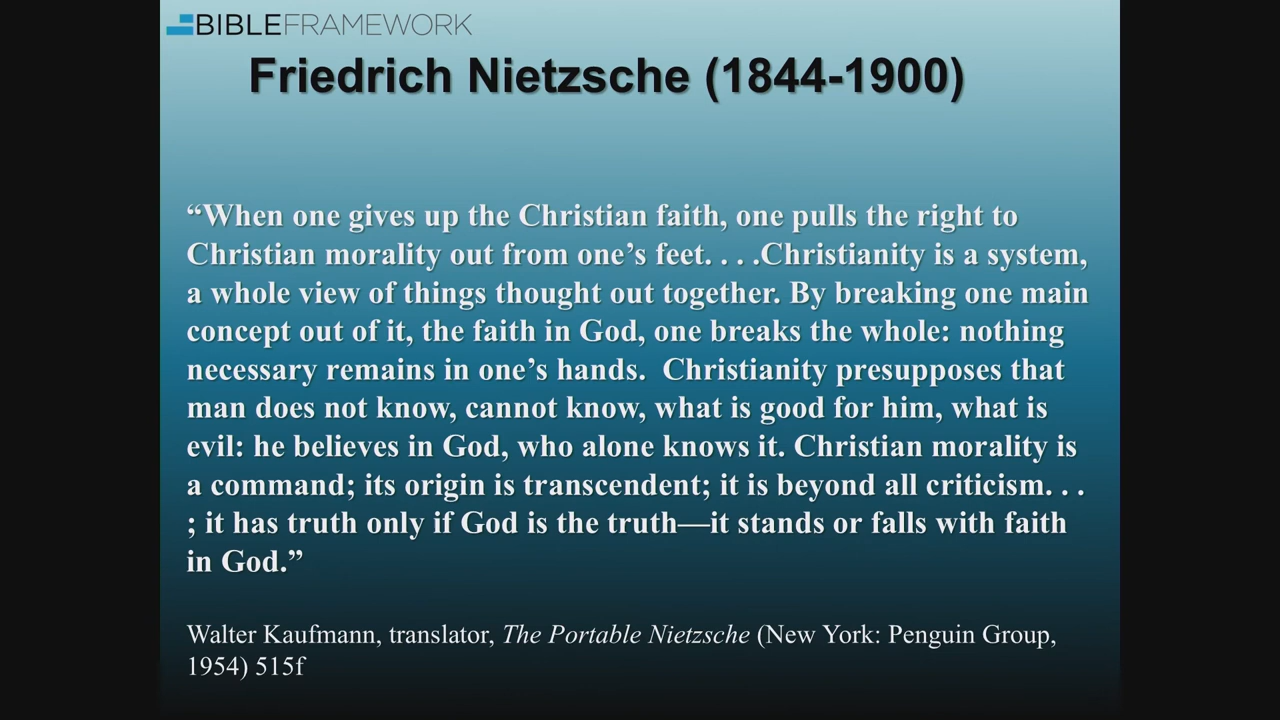 BIBLEFRAMEWORK
Friedrich Nietzsche (1844-1900)
“When one gives up the Christian faith, one pulls the right to
Christian morality out from one’s feet. . . .Christianity is a system,
a whole view of things thought out together. By breaking one main
concept out of it, the faith in God, one breaks the whole: nothing
necessary remains in one’s hands.  Christianity presupposes that
man does not know, cannot know, what is good for him, what is
evil: he believes in God, who alone knows it. Christian morality is
a command; its origin is transcendent; it is beyond all criticism. . .
; it has truth only if God is the truth—it stands or falls with faith
in God.”
Walter Kaufmann, translator, The Portable Nietzsche (New York: Penguin Group,
1954) 515f